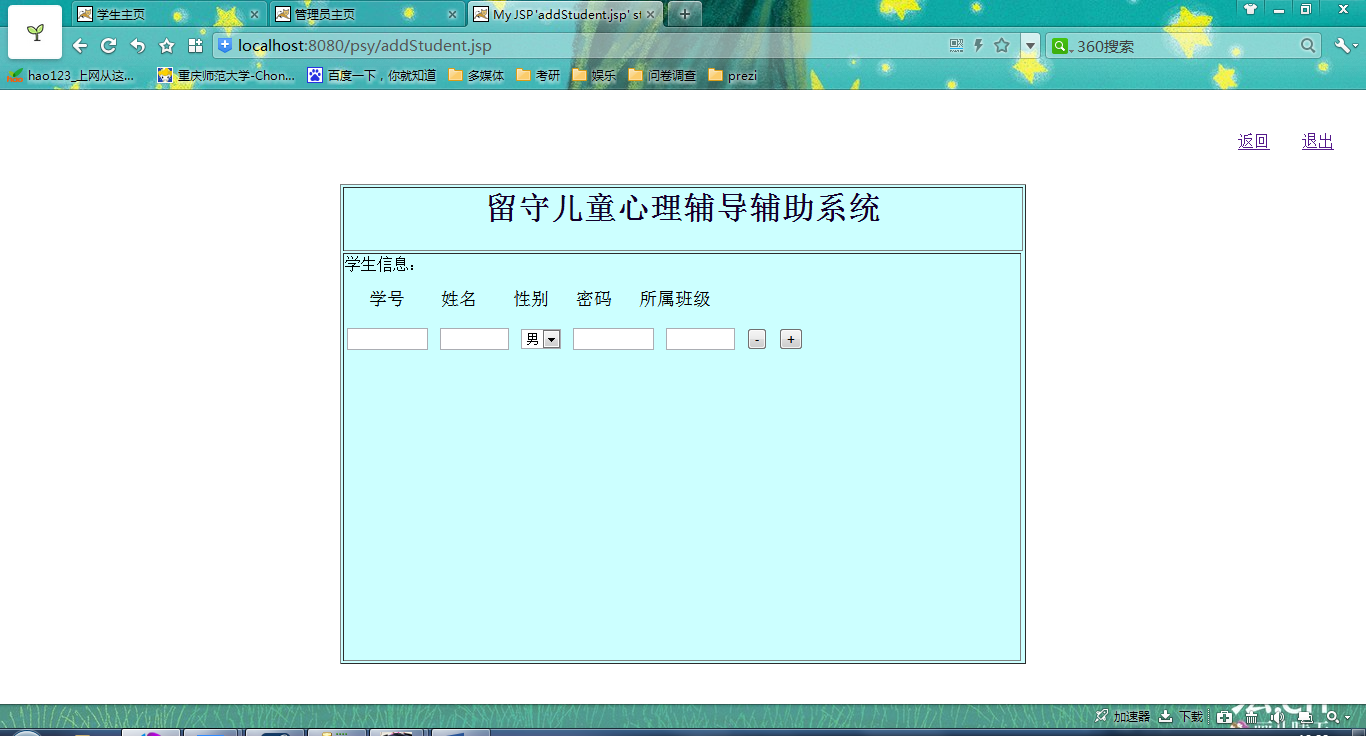 学生主页 管理员主页 My JSP 'addStudent.jsp' st
localhost:8080/psy/addStudent.jsp 360搜索
hao123_上网从这... 重庆师范大学-Chon... 百度一下，你就知道 多媒体 考研 娱乐 问卷调查 prezi
返回 退出
留守儿童心理辅导辅助系统
学生信息：
学号 姓名 性别 密码 所属班级
男 - +
加速器 下载